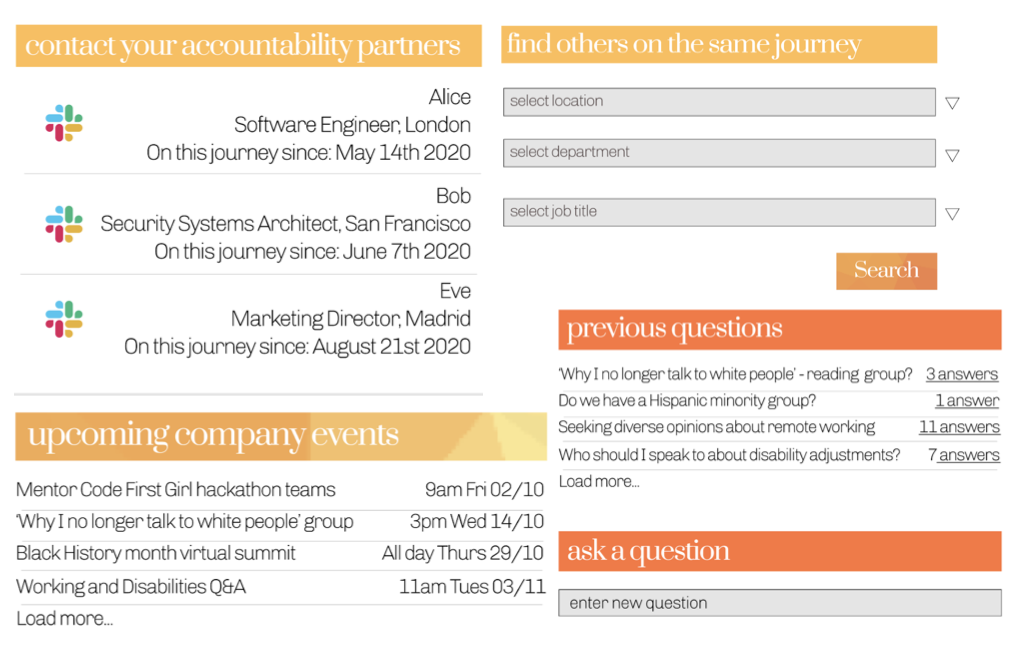 contact your accountability partners
Alice
Software Engineer, London
On this journey since: May 14th 2020
Bob
Security Systems Architect, San Francisco
On this journey since: June 7th 2020
Eve
Marketing Director, Madrid
On this journey since: August 21st 2020
upcoming company events
Mentor Code First Girl hackathon teams 9am Fri 02/10
'Why I no longer talk to white people' group 3pm Wed 14/10
Black History month virtual summit All day Thurs 29/10
Working and Disabilities Q&A 11am Tues 03/11
Load more...
find others on the same journey
select location
select department
select job title
Search
previous questions
'Why I no longer talk to white people' - reading group? 3 answers
Do we have a Hispanic minority group? 1 answer
Seeking diverse opinions about remote working 11 answers
Who should I speak to about disability adjustments? 7 answers
Load more...
ask a question
enter new question